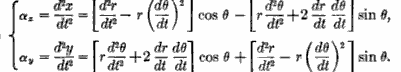 α_x = d²x/dt² = [d²r/dt² − r (dθ/dt)²] cos θ − [r d²θ/dt² + 2 dr/dt dθ/dt] sin θ,
α_y = d²y/dt² = [r d²θ/dt² + 2 dr/dt dθ/dt] cos θ + [d²r/dt² − r (dθ/dt)²] sin θ.